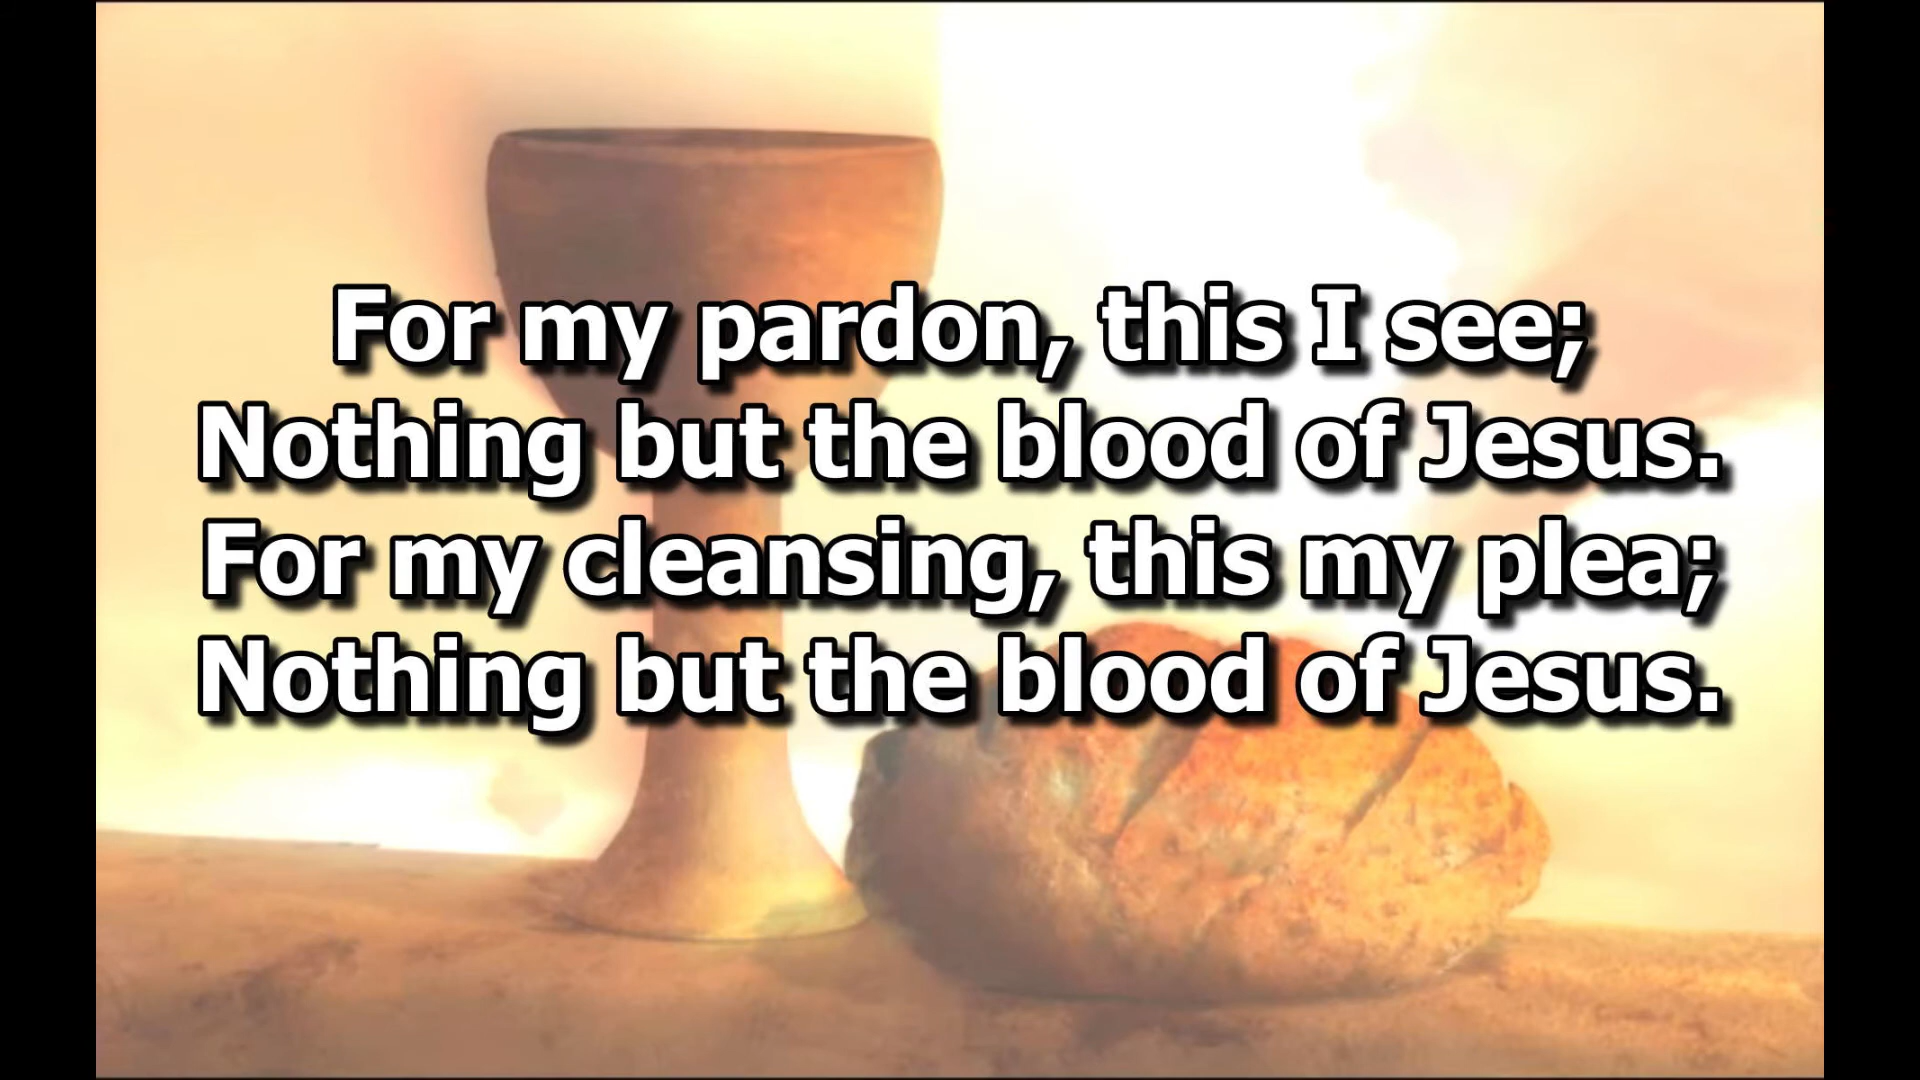 For my pardon, this I see;
Nothing but the blood of Jesus.
For my cleansing, this my plea;
Nothing but the blood of Jesus.